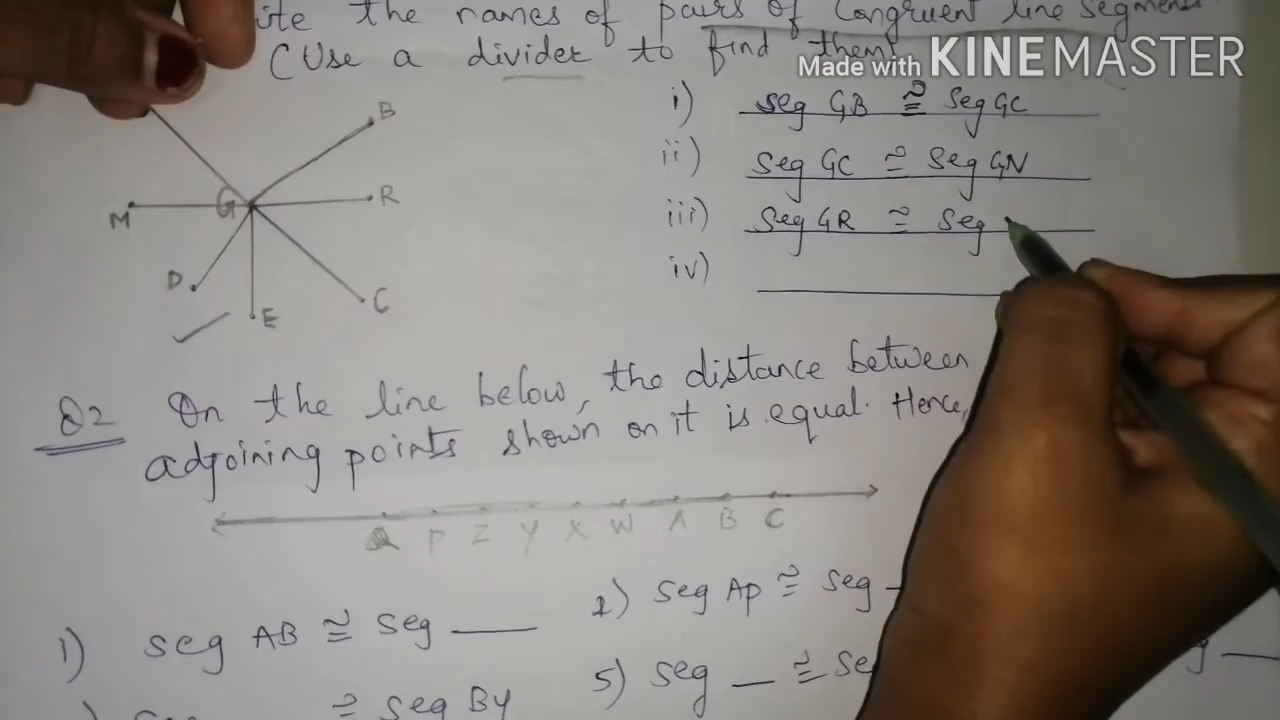 the names of pairs of Congruent line segments
(Use a divider to find them)
Made with KINEMASTER
i) seg GB ≅ seg GC
ii) seg GC ≅ seg GN
iii) seg GR ≅ seg
iv)
B
M G R
D E C
Q2 On the line below, the distance between
adjoining points shown on it is equal. Hence,
Q P Z Y X W A B C
1) seg AB ≅ seg ___
2) seg AP ≅ seg
≅ seg BY
5) seg __ ≅ se